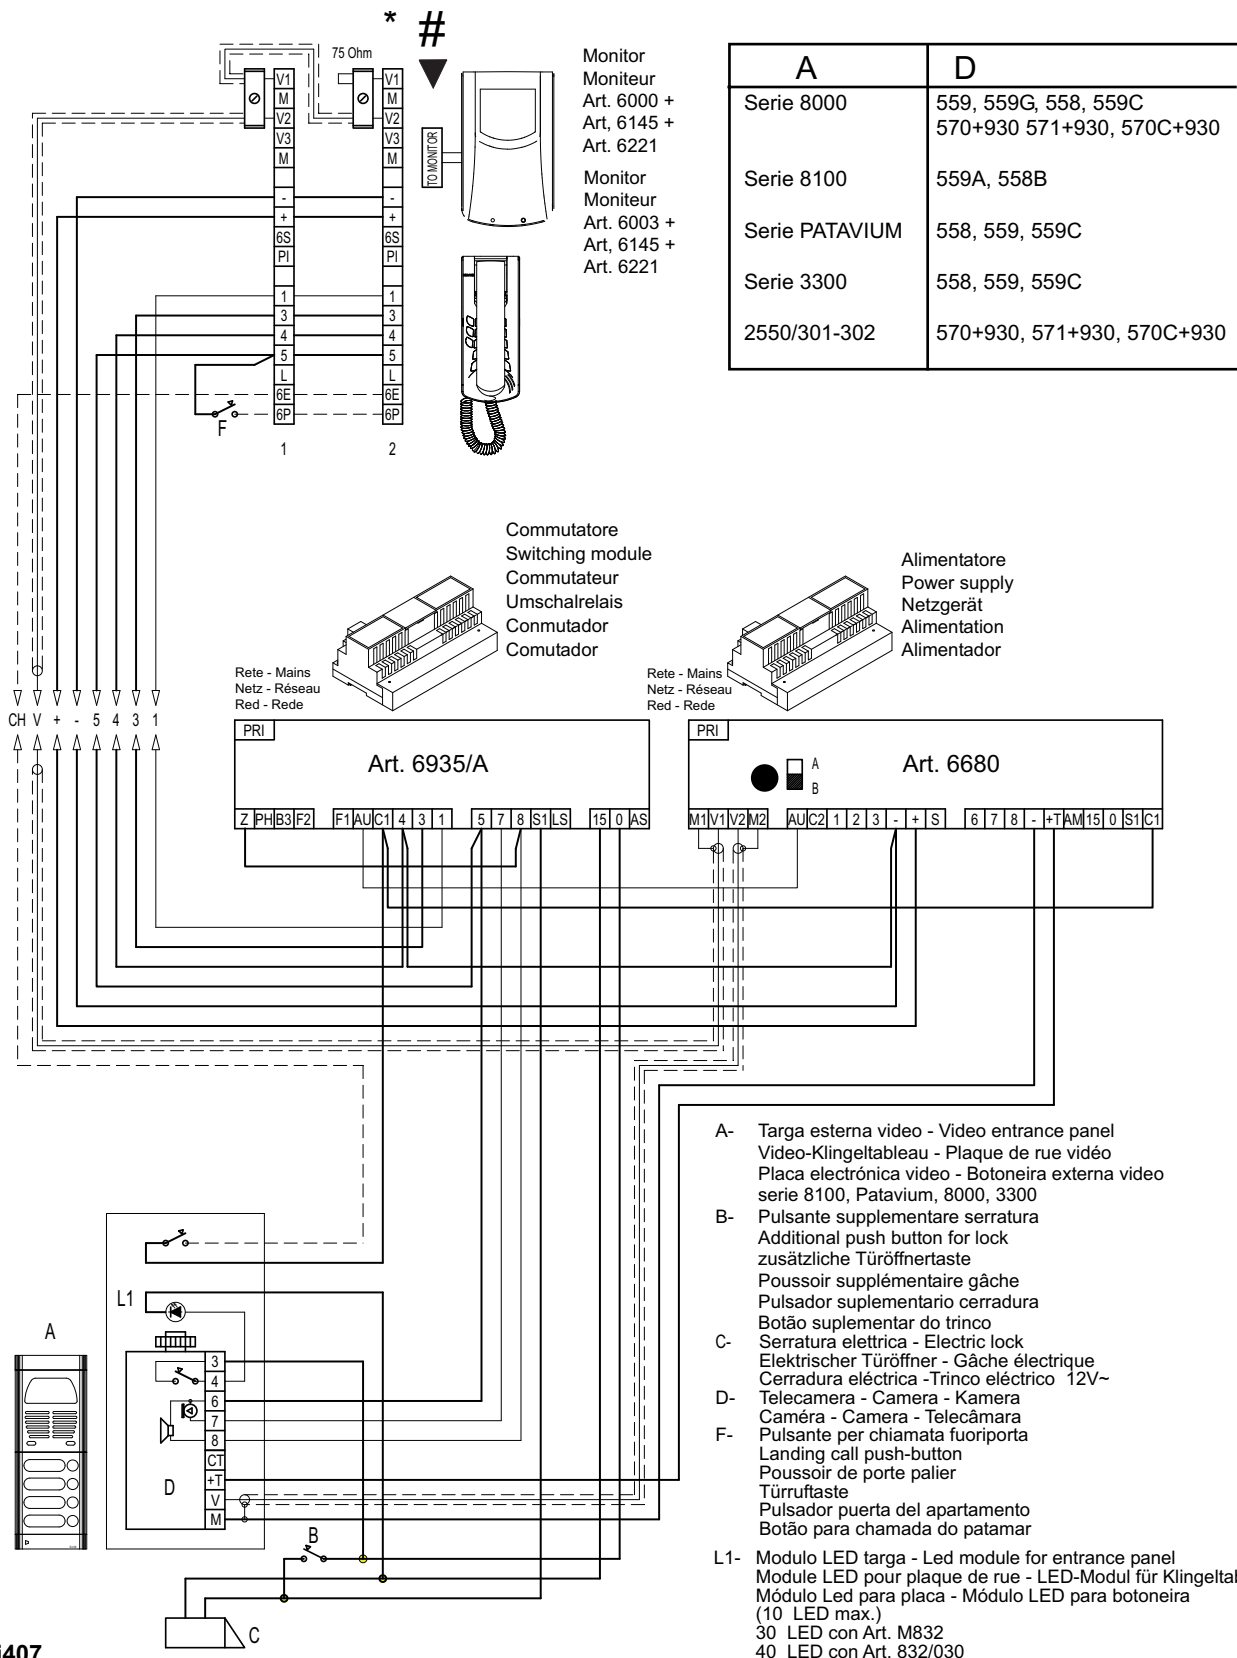 * #
75 Ohm
V1
M
V2
V3
M
-
+
6S
PI
1
3
4
5
L
6E
6P
1
V1
M
V2
V3
M
-
+
6S
PI
1
3
4
5
L
6E
6P
2
F
TO MONITOR
Monitor
Moniteur
Art. 6000 +
Art, 6145 +
Art. 6221
Monitor
Moniteur
Art. 6003 +
Art, 6145 +
Art. 6221
A D
Serie 8000 559, 559G, 558, 559C
570+930 571+930, 570C+930
Serie 8100 559A, 558B
Serie PATAVIUM 558, 559, 559C
Serie 3300 558, 559, 559C
2550/301-302 570+930, 571+930, 570C+930
Commutatore
Switching module
Commutateur
Umschalrelais
Conmutador
Comutador
Alimentatore
Power supply
Netzgerät
Alimentation
Alimentador
Rete - Mains
Netz - Réseau
Red - Rede
Rete - Mains
Netz - Réseau
Red - Rede
CH V + - 5 4 3 1
PRI
Art. 6935/A
Z PH B3 F2 F1 AU C1 4 3 1 5 7 8 S1 LS 15 0 AS
PRI
A
B
Art. 6680
M1 V1 V2 M2 AU C2 1 2 3 - + S 6 7 8 - +T AM 15 0 S1 C1
A
L1
3
4
6
7
8
CT
+T
V
M
D
B
C
A- Targa esterna video - Video entrance panel
Video-Klingeltableau - Plaque de rue vidéo
Placa electrónica video - Botoneira externa video
serie 8100, Patavium, 8000, 3300
B- Pulsante supplementare serratura
Additional push button for lock
zusätzliche Türöffnertaste
Poussoir supplémentaire gâche
Pulsador suplementario cerradura
Botão suplementar do trinco
C- Serratura elettrica - Electric lock
Elektrischer Türöffner - Gâche électrique
Cerradura eléctrica -Trinco eléctrico 12V~
D- Telecamera - Camera - Kamera
Caméra - Camera - Telecâmara
F- Pulsante per chiamata fuoriporta
Landing call push-button
Poussoir de porte palier
Türruftaste
Pulsador puerta del apartamento
Botão para chamada do patamar
L1- Modulo LED targa - Led module for entrance panel
Module LED pour plaque de rue - LED-Modul für Klingeltab
Módulo Led para placa - Módulo LED para botoneira
(10 LED max.)
30 LED con Art. M832
40 LED con Art. 832/030
i407